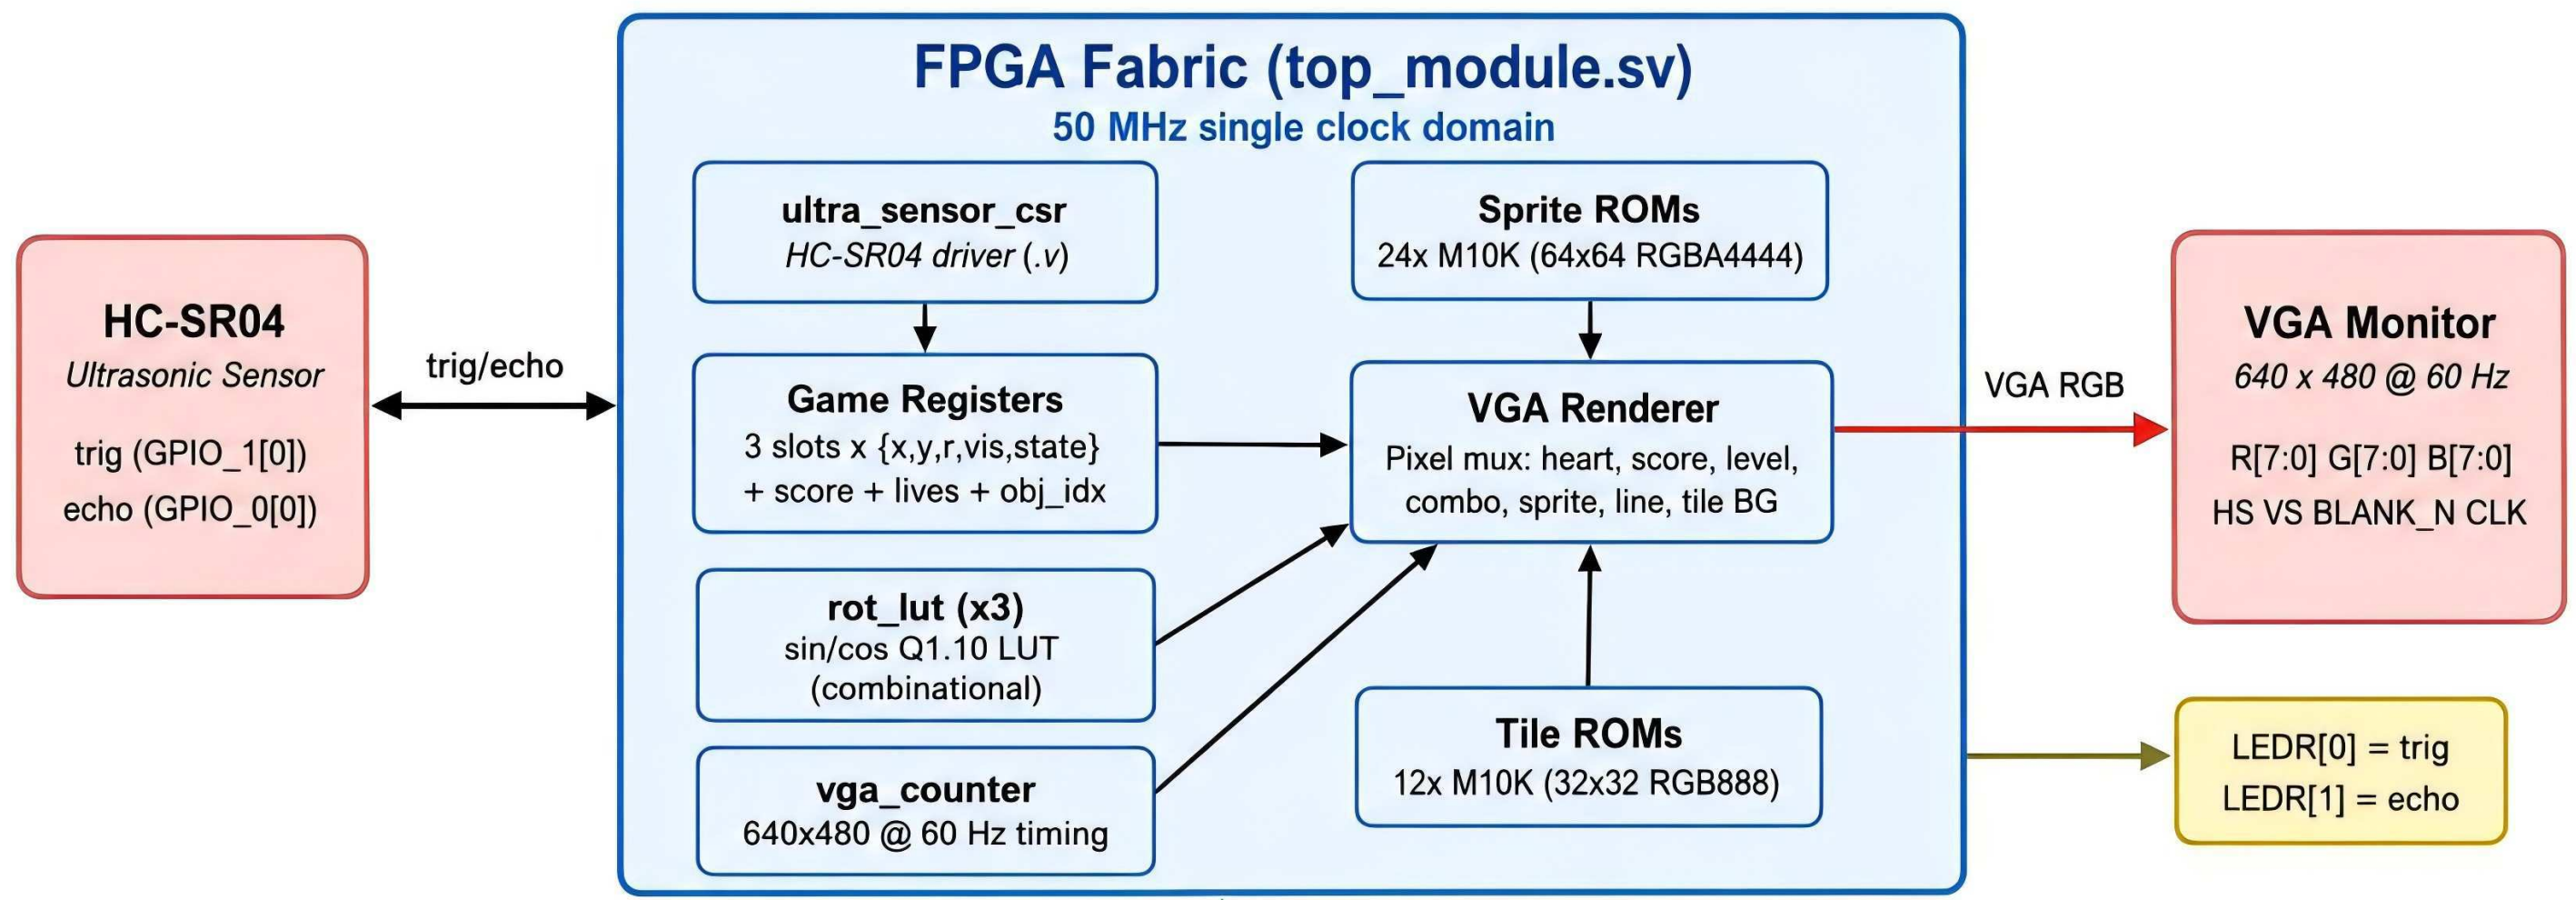 FPGA Fabric (top_module.sv)
50 MHz single clock domain
HC-SR04
Ultrasonic Sensor
trig (GPIO_1[0])
echo (GPIO_0[0])
trig/echo
ultra_sensor_csr
HC-SR04 driver (.v)
Game Registers
3 slots x {x,y,r,vis,state}
+ score + lives + obj_idx
rot_lut (x3)
sin/cos Q1.10 LUT
(combinational)
vga_counter
640x480 @ 60 Hz timing
Sprite ROMs
24x M10K (64x64 RGBA4444)
VGA Renderer
Pixel mux: heart, score, level,
combo, sprite, line, tile BG
Tile ROMs
12x M10K (32x32 RGB888)
VGA RGB
VGA Monitor
640 x 480 @ 60 Hz
R[7:0] G[7:0] B[7:0]
HS VS BLANK_N CLK
LEDR[0] = trig
LEDR[1] = echo